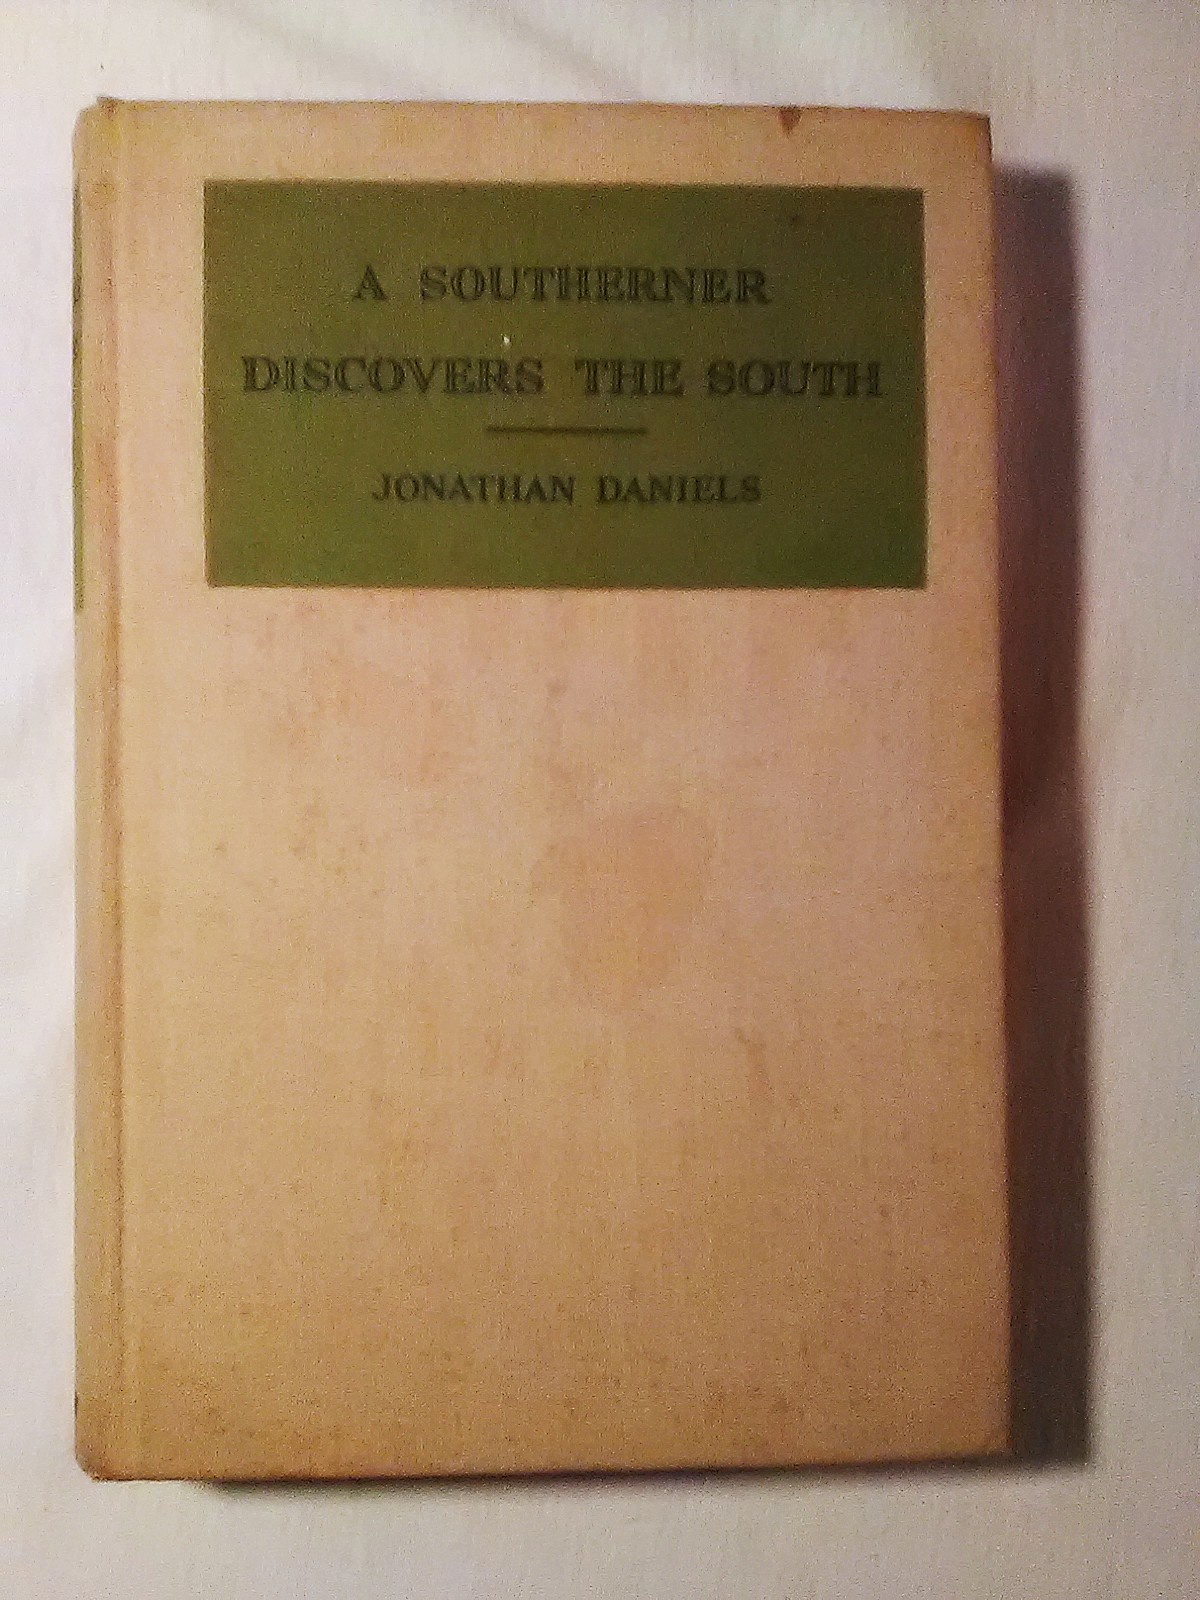 A SOUTHERNER
DISCOVERS THE SOUTH
JONATHAN DANIELS